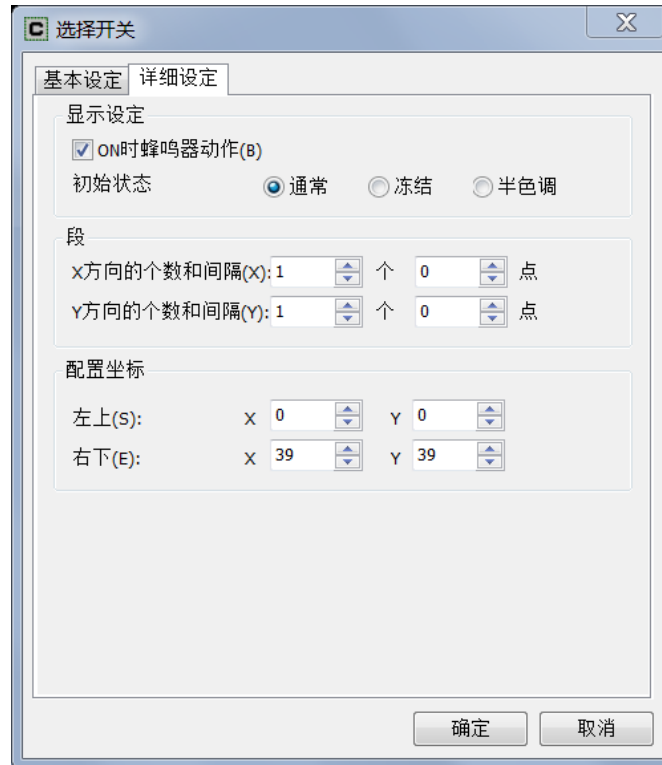 C 选择开关
基本设定 详细设定
显示设定
ON时蜂鸣器动作(B)
初始状态 通常 冻结 半色调
段
X方向的个数和间隔(X): 1 个 0 点
Y方向的个数和间隔(Y): 1 个 0 点
配置坐标
左上(S): X 0 Y 0
右下(E): X 39 Y 39
确定 取消